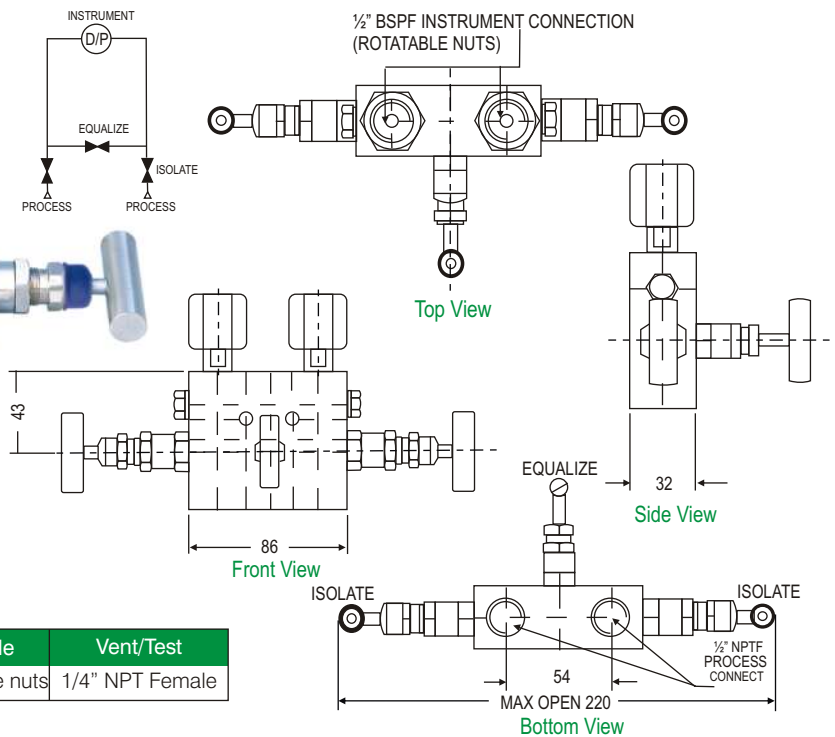 INSTRUMENT
D/P
EQUALIZE
ISOLATE
PROCESS
PROCESS
½" BSPF INSTRUMENT CONNECTION
(ROTATABLE NUTS)
Top View
43
86
Front View
32
Side View
EQUALIZE
ISOLATE
ISOLATE
½" NPTF
PROCESS
CONNECT
54
MAX OPEN 220
Bottom View
le Vent/Test
e nuts 1/4" NPT Female